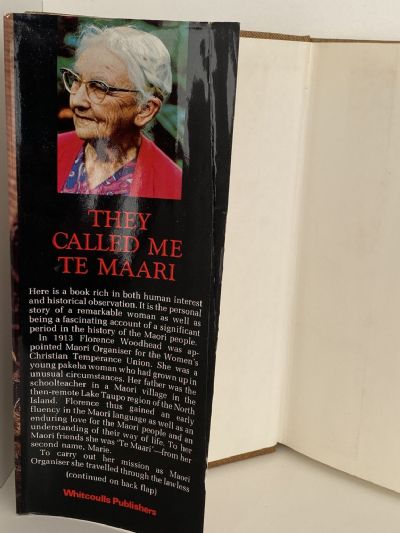 THEY
CALLED ME
TE MAARI
Here is a book rich in both human interest
and historical observation. It is the personal
story of a remarkable woman as well as
being a fascinating account of a significant
period in the history of the Maori people.
In 1913 Florence Woodhead was ap-
pointed Maori Organiser for the Women's
Christian Temperance Union. She was a
young pakeha woman who had grown up in
unusual circumstances. Her father was the
schoolteacher in a Maori village in the
then-remote Lake Taupo region of the North
Island. Florence thus gained an early
fluency in the Maori language as well as an
enduring love for the Maori people and an
understanding of their way of life. To her
Maori friends she was 'Te Maari'—from her
second name, Marie.
To carry out her mission as Maori
Organiser she travelled through the lawless
(continued on back flap)
Whitcoulls Publishers